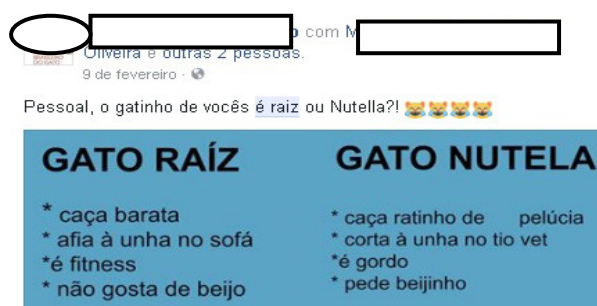 com M
Oliveira e outras 2 pessoas.
9 de fevereiro ·
Pessoal, o gatinho de vocês é raiz ou Nutella?! 😹😹😹😹
GATO RAÍZ
* caça barata
* afia à unha no sofá
*é fitness
* não gosta de beijo
GATO NUTELA
* caça ratinho de pelúcia
* corta à unha no tio vet
*é gordo
* pede beijinho